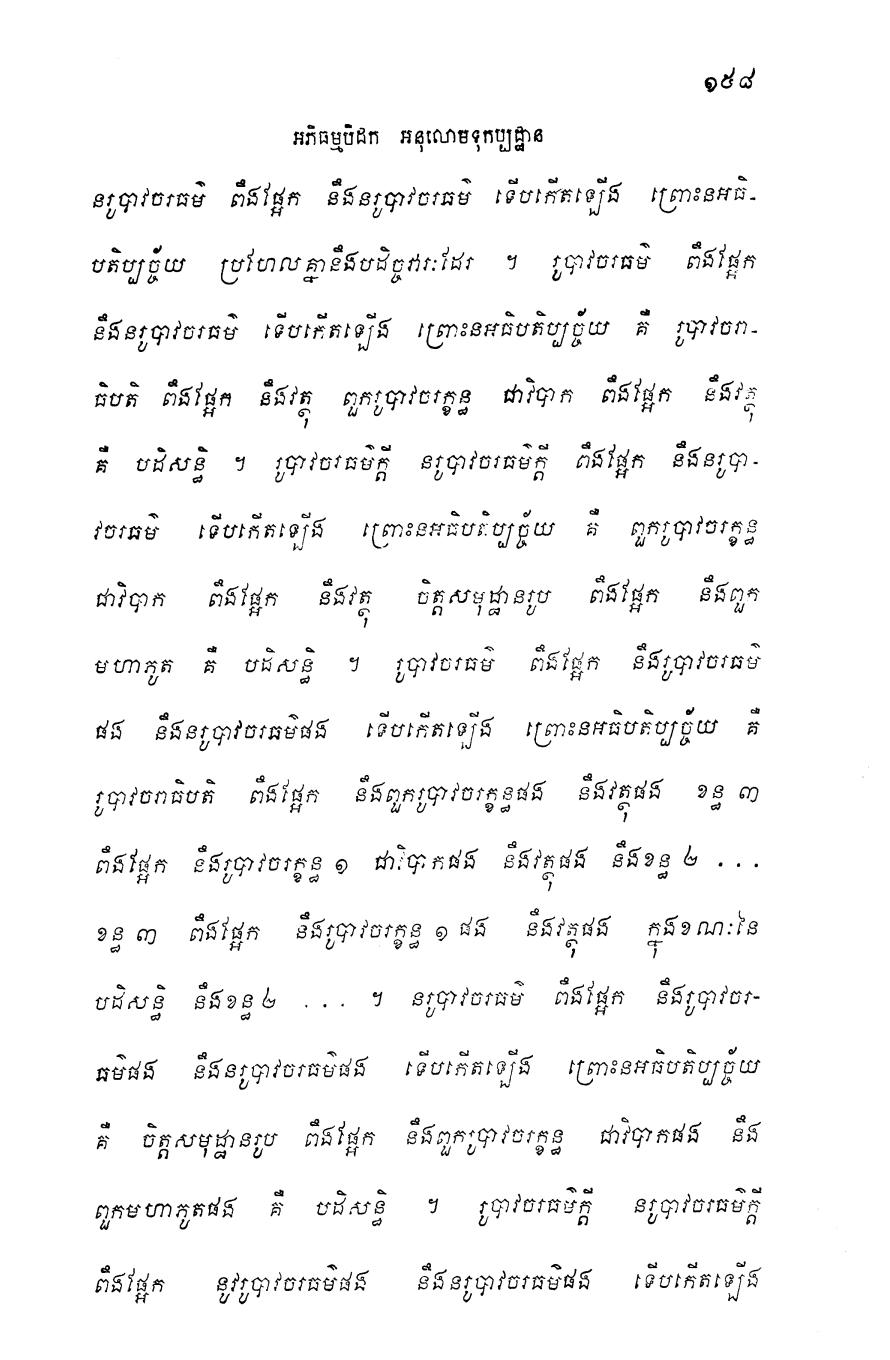 ១៥៨
អភិធម្មបិដក អនុលោមទុកប្បដ្ឋាន
នរូបាវចរធម៌ ពឹងផ្អែក នឹងនរូបាវចរធម៌ ទើបកើតឡើង ព្រោះនអធិ-
បតិប្បច្ច័យ ប្រហែលគ្នានឹងបដិច្ចវារៈដែរ ។ រូបាវចរធម៌ ពឹងផ្អែក
នឹងនរូបាវចរធម៌ ទើបកើតឡើង ព្រោះនអធិបតិប្បច្ច័យ គឺ រូបាវចរា-
ធិបតិ ពឹងផ្អែក នឹងវត្ថុ ពួករូបាវចរក្ខន្ធ ជាវិបាក ពឹងផ្អែក នឹងវត្ថុ
គឺ បដិសន្ធិ ។ រូបាវចរធម៌ក្តី នរូបាវចរធម៌ក្តី ពឹងផ្អែក នឹងនរូបា-
វចរធម៌ ទើបកើតឡើង ព្រោះនអធិបតិប្បច្ច័យ គឺ ពួករូបាវចរក្ខន្ធ
ជាវិបាក ពឹងផ្អែក នឹងវត្ថុ ចិត្តសមុដ្ឋានរូប ពឹងផ្អែក នឹងពួក
មហាភូត គឺ បដិសន្ធិ ។ រូបាវចរធម៌ ពឹងផ្អែក នឹងរូបាវចរធម៌
ផង នឹងនរូបាវចរធម៌ផង ទើបកើតឡើង ព្រោះនអធិបតិប្បច្ច័យ គឺ
រូបាវចរាធិបតិ ពឹងផ្អែក នឹងពួករូបាវចរក្ខន្ធផង នឹងវត្ថុផង ខន្ធ ៣
ពឹងផ្អែក នឹងរូបាវចរក្ខន្ធ ១ ជាវិបាកផង នឹងវត្ថុផង នឹងខន្ធ ២ . . .
ខន្ធ ៣ ពឹងផ្អែក នឹងរូបាវចរក្ខន្ធ ១ ផង នឹងវត្ថុផង ក្នុងខណៈនៃ
បដិសន្ធិ នឹងខន្ធ ២ . . . ។ នរូបាវចរធម៌ ពឹងផ្អែក នឹងរូបាវចរ-
ធម៌ផង នឹងនរូបាវចរធម៌ផង ទើបកើតឡើង ព្រោះនអធិបតិប្បច្ច័យ
គឺ ចិត្តសមុដ្ឋានរូប ពឹងផ្អែក នឹងពួករូបាវចរក្ខន្ធ ជាវិបាកផង នឹង
ពួកមហាភូតផង គឺ បដិសន្ធិ ។ រូបាវចរធម៌ក្តី នរូបាវចរធម៌ក្តី
ពឹងផ្អែក នូវរូបាវចរធម៌ផង នឹងនរូបាវចរធម៌ផង ទើបកើតឡើង